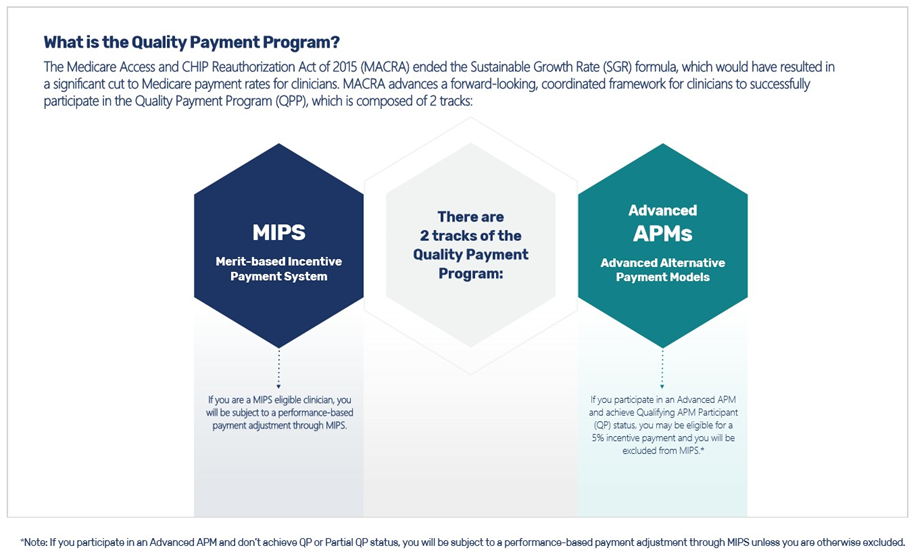 What is the Quality Payment Program?
The Medicare Access and CHIP Reauthorization Act of 2015 (MACRA) ended the Sustainable Growth Rate (SGR) formula, which would have resulted in
a significant cut to Medicare payment rates for clinicians. MACRA advances a forward-looking, coordinated framework for clinicians to successfully
participate in the Quality Payment Program (QPP), which is composed of 2 tracks:
MIPS
Merit-based Incentive
Payment System
There are
2 tracks of the
Quality Payment
Program:
Advanced
APMs
Advanced Alternative
Payment Models
If you are a MIPS eligible clinician, you
will be subject to a performance-based
payment adjustment through MIPS.
If you participate in an Advanced APM
and achieve Qualifying APM Participant
(QP) status, you may be eligible for a
5% incentive payment and you will be
excluded from MIPS.*
*Note: If you participate in an Advanced APM and don't achieve QP or Partial QP status, you will be subject to a performance-based payment adjustment through MIPS unless you are otherwise excluded.